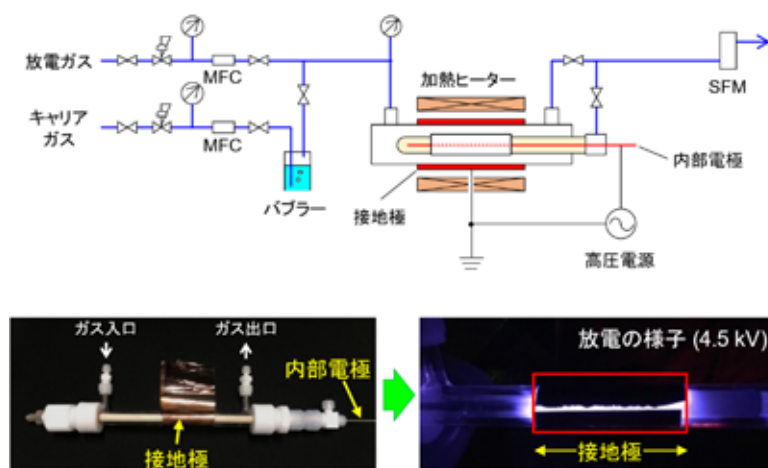 放電ガス
MFC
キャリア
ガス
MFC
バブラー
加熱ヒーター
SFM
内部電極
接地極
高圧電源
ガス入口
ガス出口
内部電極
接地極
放電の様子 (4.5 kV)
接地極